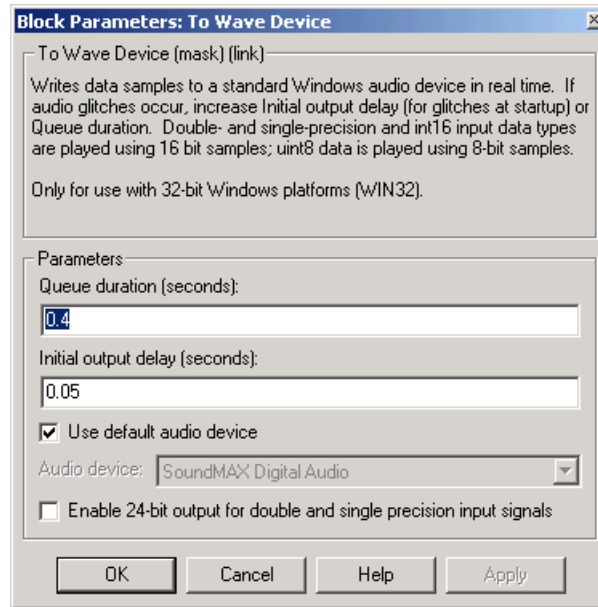 Block Parameters: To Wave Device
To Wave Device (mask) (link)
Writes data samples to a standard Windows audio device in real time. If
audio glitches occur, increase Initial output delay (for glitches at startup) or
Queue duration. Double- and single-precision and int16 input data types
are played using 16 bit samples; uint8 data is played using 8-bit samples.
Only for use with 32-bit Windows platforms (WIN32).
Parameters
Queue duration (seconds):
0.4
Initial output delay (seconds):
0.05
Use default audio device
Audio device: SoundMAX Digital Audio
Enable 24-bit output for double and single precision input signals
OK Cancel Help Apply